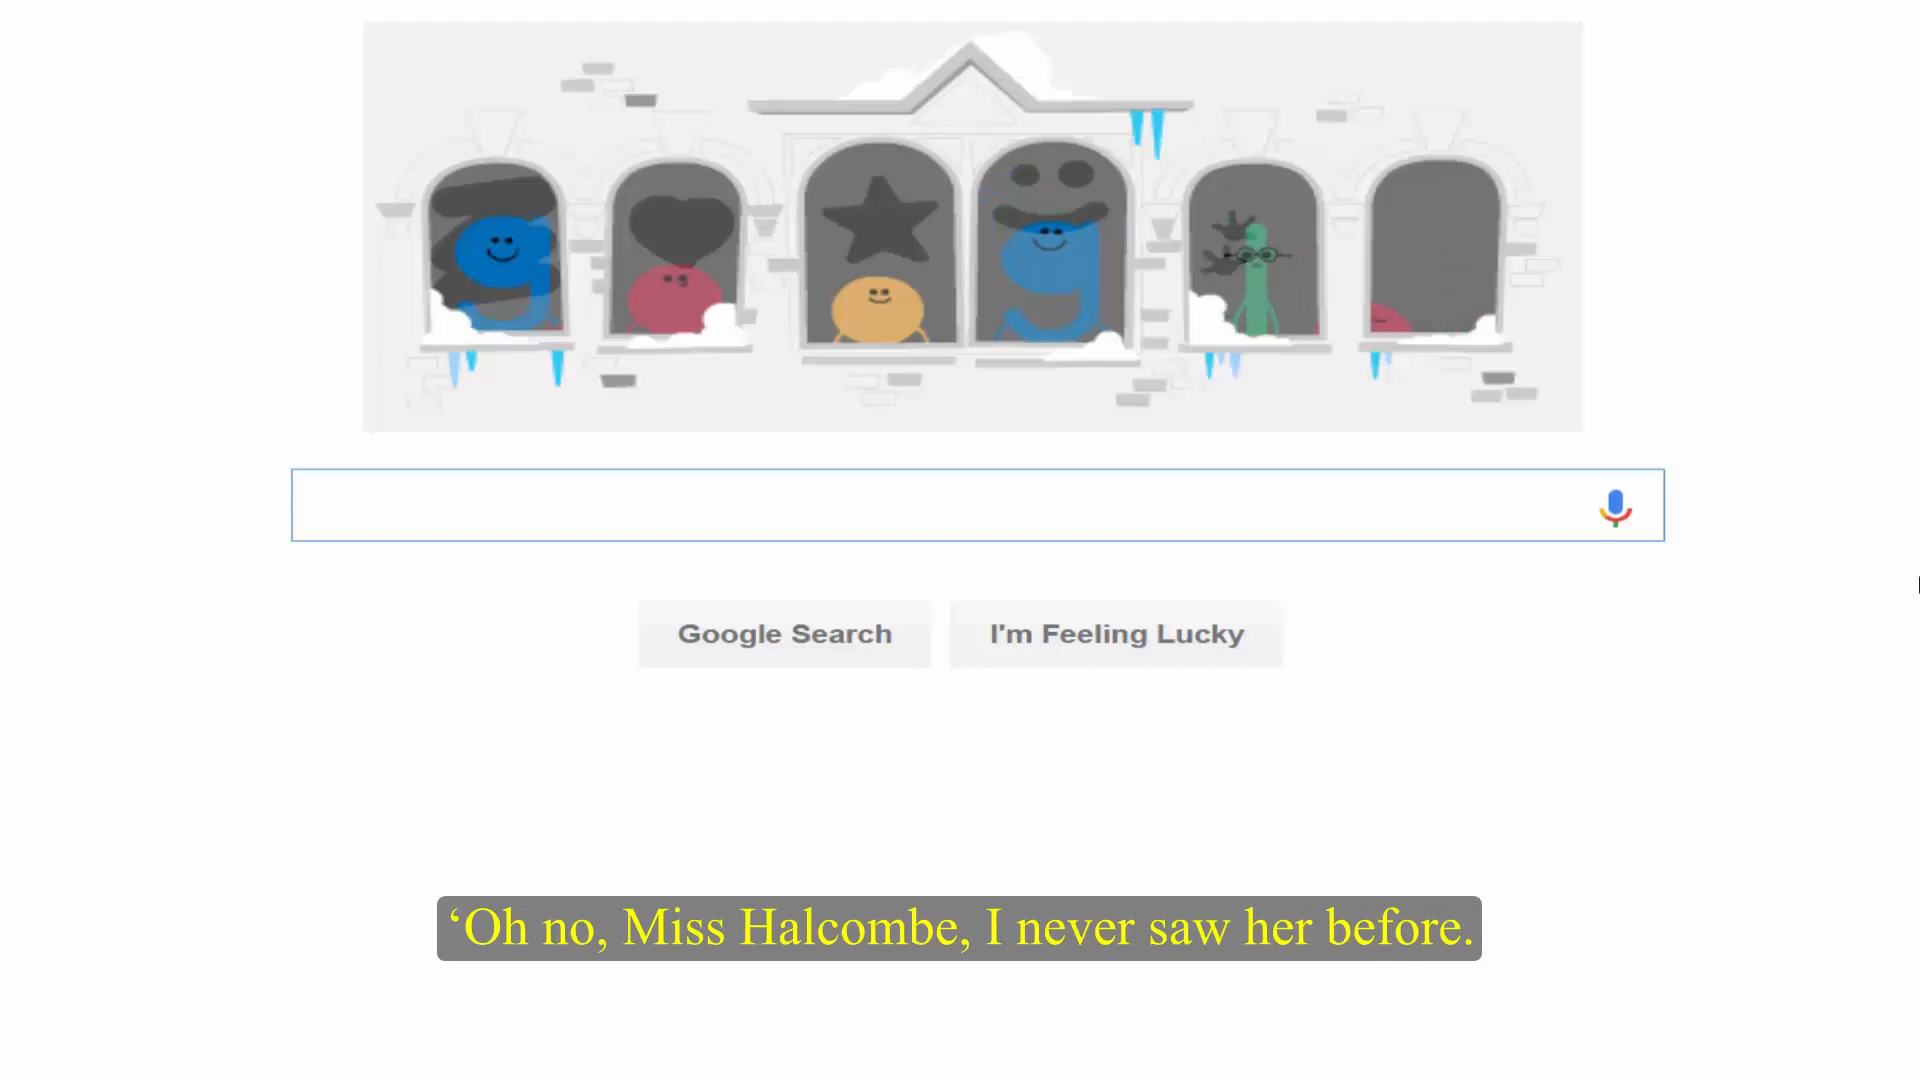 Google Search
I'm Feeling Lucky
‘Oh no, Miss Halcombe, I never saw her before.